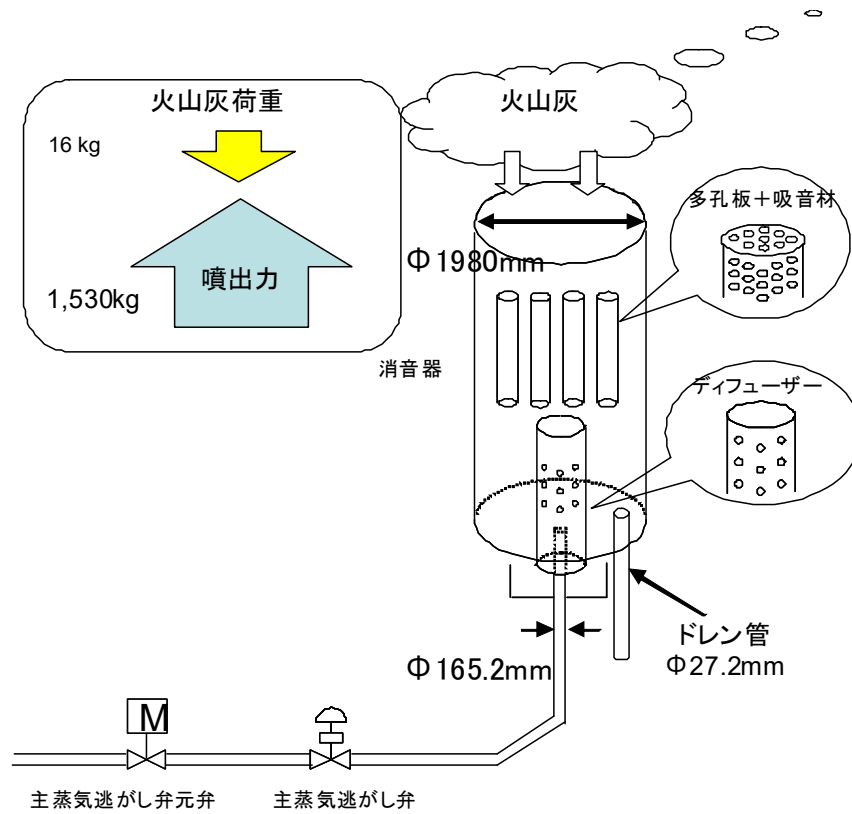 火山灰荷重
16 kg
噴出力
1,530kg
火山灰
Φ1980mm
多孔板+吸音材
消音器
ディフューザー
Φ165.2mm
ドレン管
Φ27.2mm
M
主蒸気逃がし弁元弁
主蒸気逃がし弁